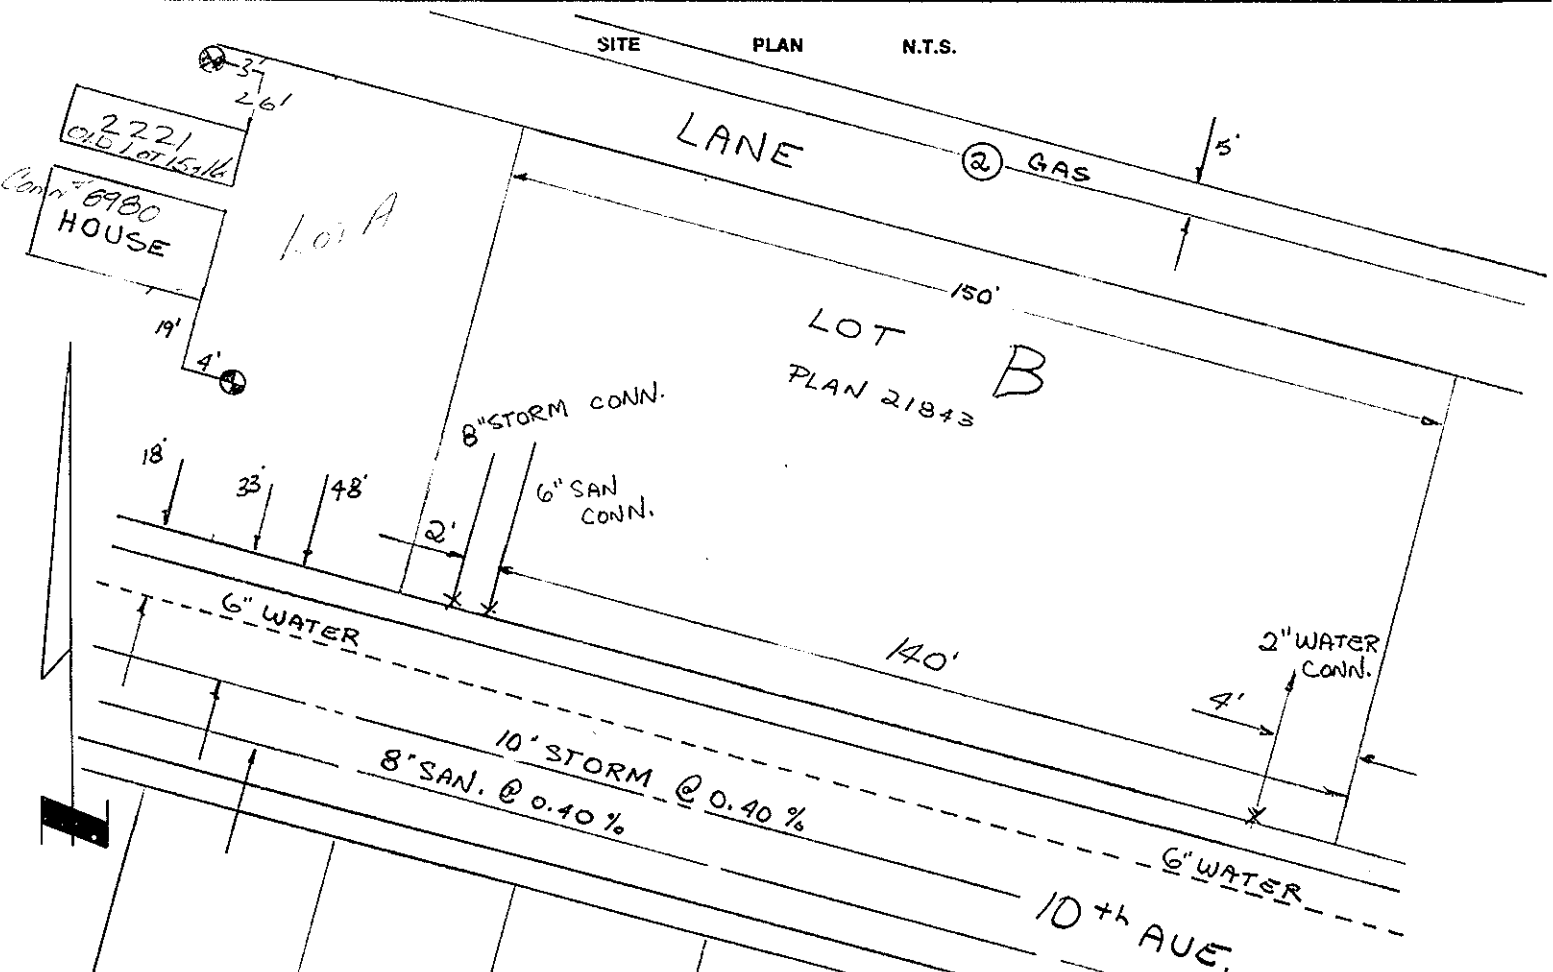 SITE PLAN N.T.S.
3'
26'
2221
OLD LOT 15+16
Conn# 6980
HOUSE
Lot A
LANE
2 GAS
5'
150'
LOT B
PLAN 21843
19'
4'
8" STORM CONN.
6" SAN
CONN.
18'
33'
48'
2'
6" WATER
140'
2" WATER
CONN.
4'
10" STORM @ 0.40 %
8" SAN. @ 0.40 %
6" WATER
10th AVE.